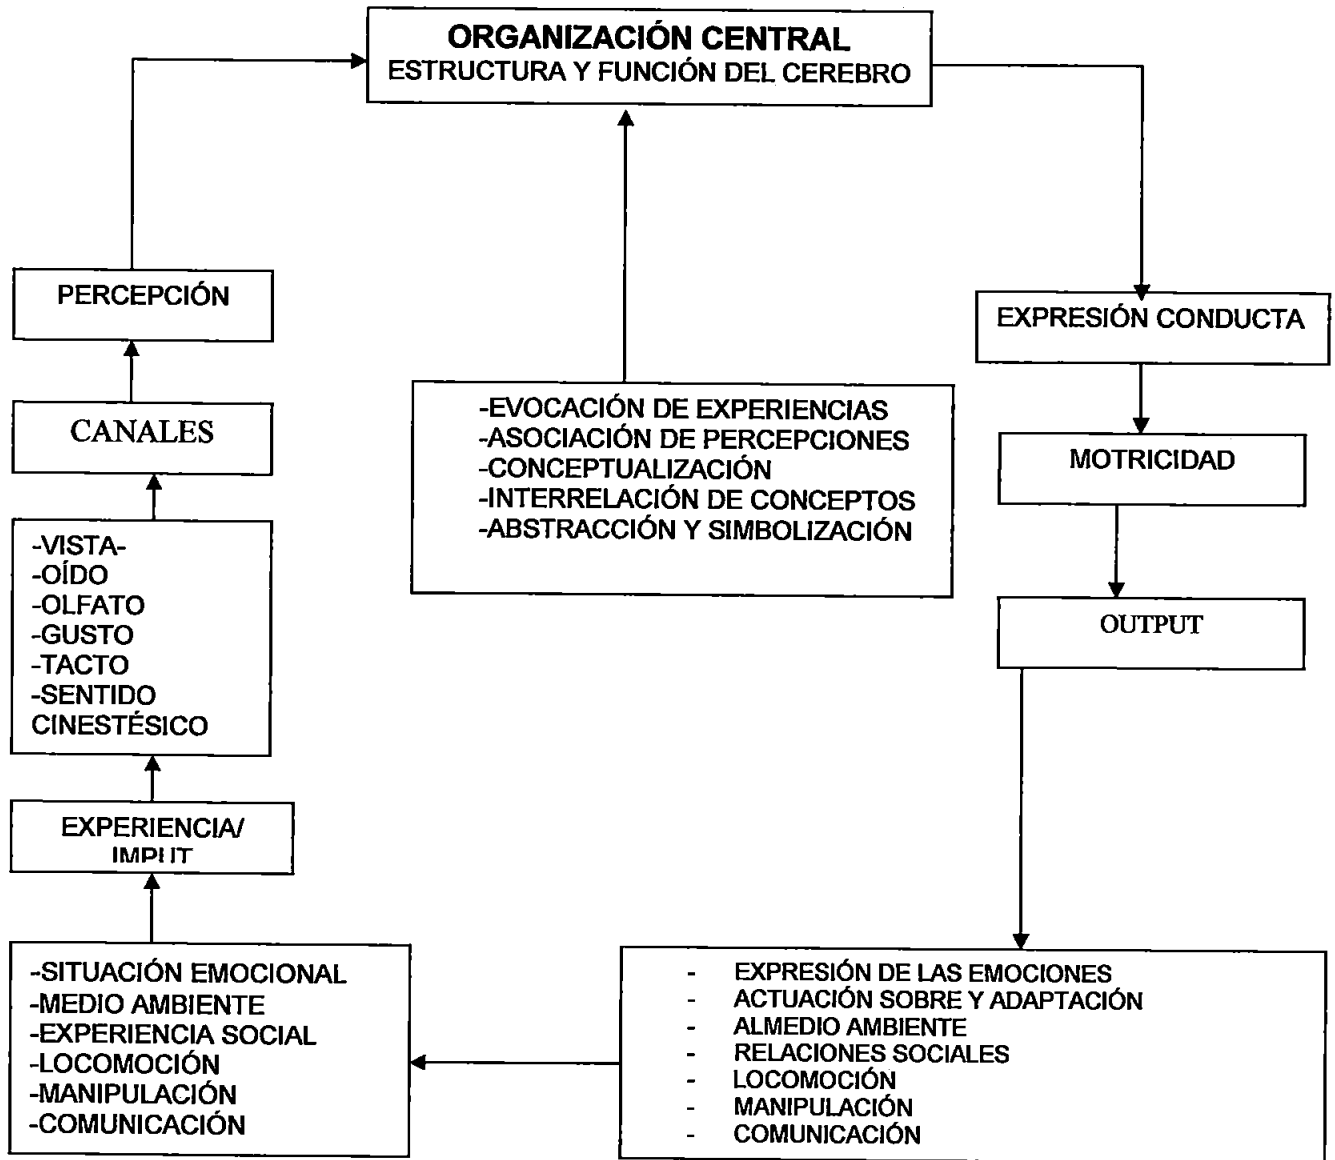 ORGANIZACIÓN CENTRAL
ESTRUCTURA Y FUNCIÓN DEL CEREBRO
PERCEPCIÓN
CANALES
-VISTA-
-OÍDO
-OLFATO
-GUSTO
-TACTO
-SENTIDO
CINESTÉSICO
EXPERIENCIA/
IMPUT
-SITUACIÓN EMOCIONAL
-MEDIO AMBIENTE
-EXPERIENCIA SOCIAL
-LOCOMOCIÓN
-MANIPULACIÓN
-COMUNICACIÓN
-EVOCACIÓN DE EXPERIENCIAS
-ASOCIACIÓN DE PERCEPCIONES
-CONCEPTUALIZACIÓN
-INTERRELACIÓN DE CONCEPTOS
-ABSTRACCIÓN Y SIMBOLIZACIÓN
EXPRESIÓN CONDUCTA
MOTRICIDAD
OUTPUT
- EXPRESIÓN DE LAS EMOCIONES
- ACTUACIÓN SOBRE Y ADAPTACIÓN
- ALMEDIO AMBIENTE
- RELACIONES SOCIALES
- LOCOMOCIÓN
- MANIPULACIÓN
- COMUNICACIÓN